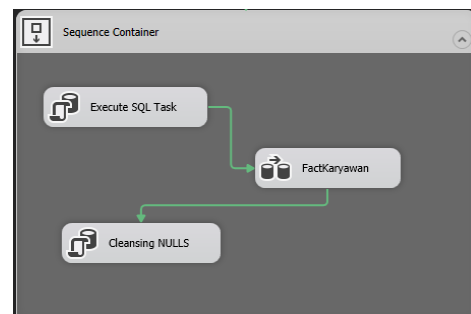 Sequence Container
Execute SQL Task
FactKaryawan
Cleansing NULLS